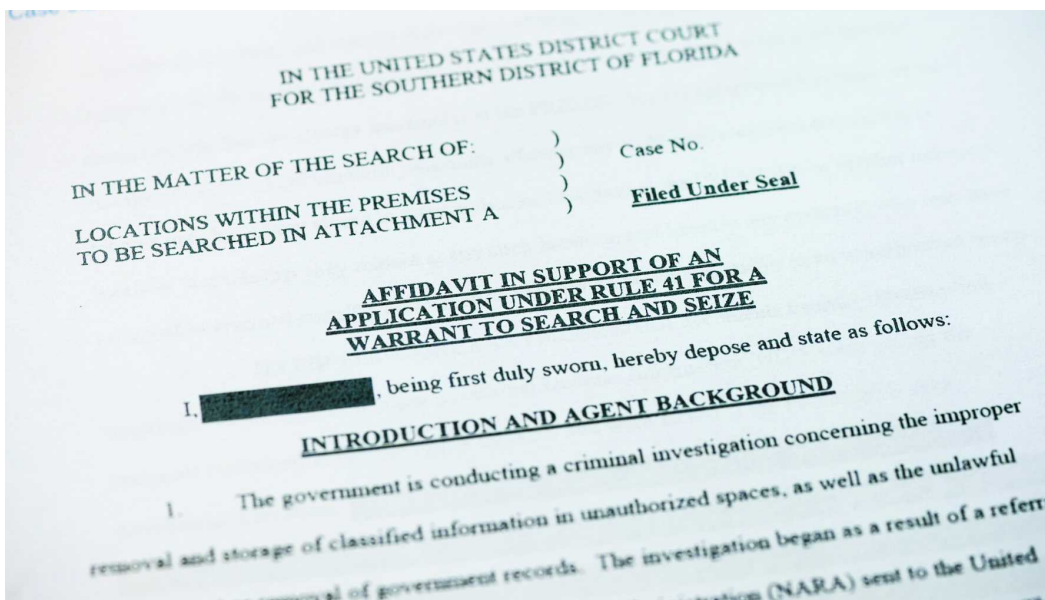 IN THE UNITED STATES DISTRICT COURT
FOR THE SOUTHERN DISTRICT OF FLORIDA
IN THE MATTER OF THE SEARCH OF: )
) Case No.
LOCATIONS WITHIN THE PREMISES )
TO BE SEARCHED IN ATTACHMENT A ) Filed Under Seal
AFFIDAVIT IN SUPPORT OF AN
APPLICATION UNDER RULE 41 FOR A
WARRANT TO SEARCH AND SEIZE
I, , being first duly sworn, hereby depose and state as follows:
INTRODUCTION AND AGENT BACKGROUND
1. The government is conducting a criminal investigation concerning the improper
removal and storage of classified information in unauthorized spaces, as well as the unlawful
of government records. The investigation began as a result of a
(NARA) sent to the United